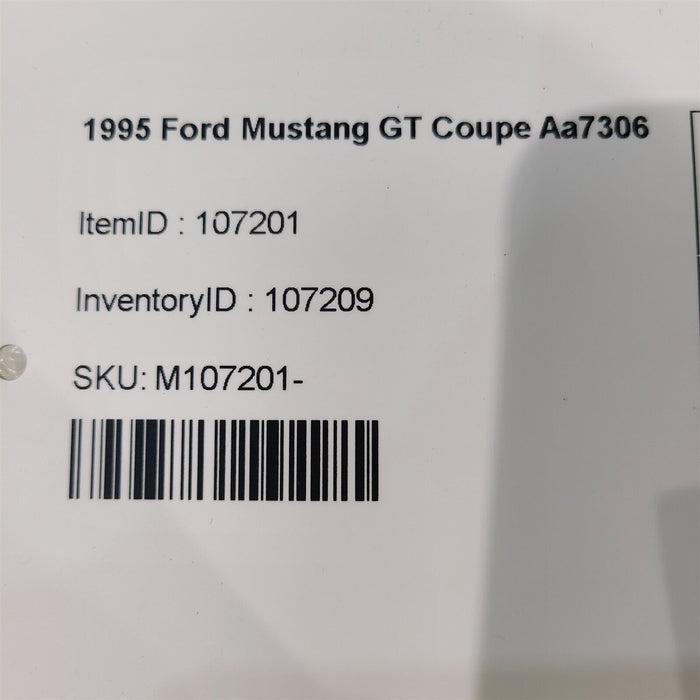 1995 Ford Mustang GT Coupe Aa7306
ItemID : 107201
InventoryID : 107209
SKU: M107201-